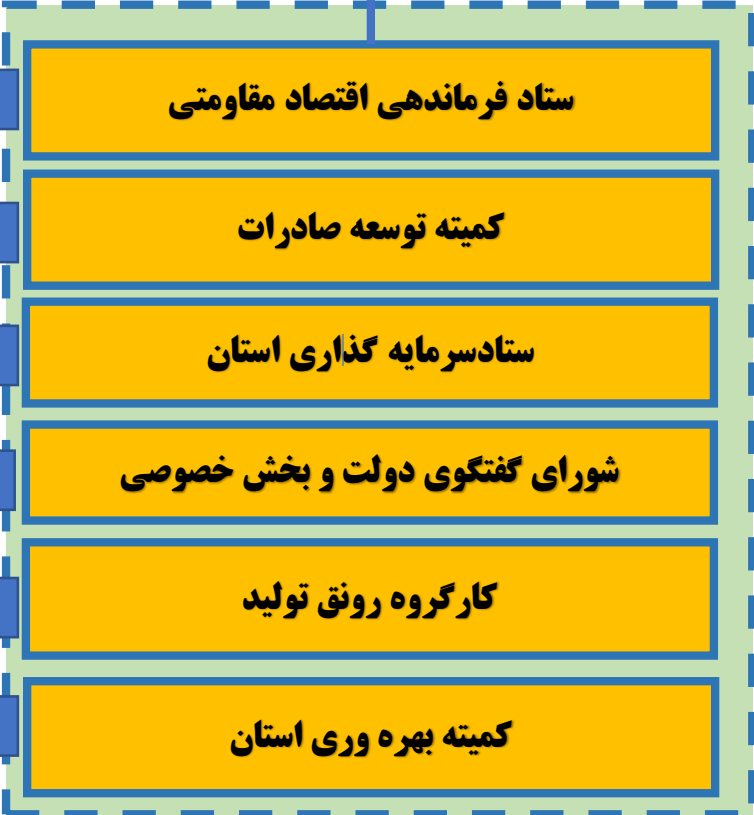 ستاد فرماندهی اقتصاد مقاومتی
کمیته توسعه صادرات
ستادسرمایه گذاری استان
شورای گفتگوی دولت و بخش خصوصی
کارگروه رونق تولید
کمیته بهره وری استان